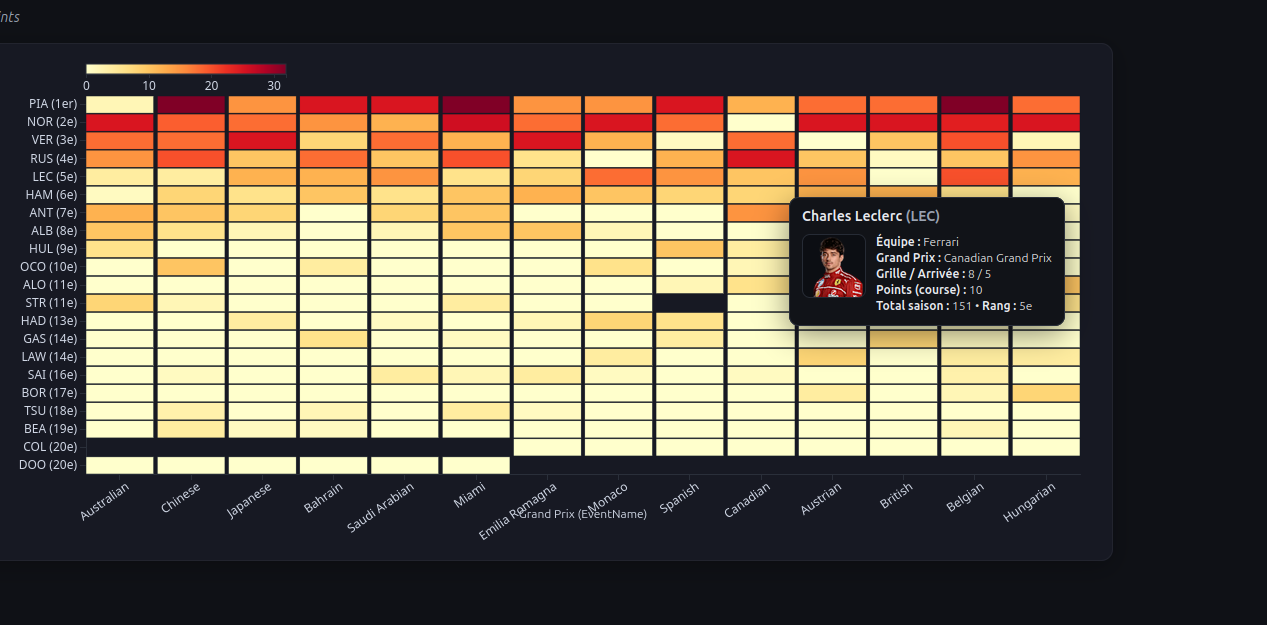 nts
0 10 20 30
PIA (1er)
NOR (2e)
VER (3e)
RUS (4e)
LEC (5e)
HAM (6e)
ANT (7e)
ALB (8e)
HUL (9e)
OCO (10e)
ALO (11e)
STR (11e)
HAD (13e)
GAS (14e)
LAW (14e)
SAI (16e)
BOR (17e)
TSU (18e)
BEA (19e)
COL (20e)
DOO (20e)
Charles Leclerc (LEC)
Équipe : Ferrari
Grand Prix : Canadian Grand Prix
Grille / Arrivée : 8 / 5
Points (course) : 10
Total saison : 151 • Rang : 5e
Australian Chinese Japanese Bahrain Saudi Arabian Miami Emilia Romagna Monaco Spanish Canadian Austrian British Belgian Hungarian
Grand Prix (EventName)